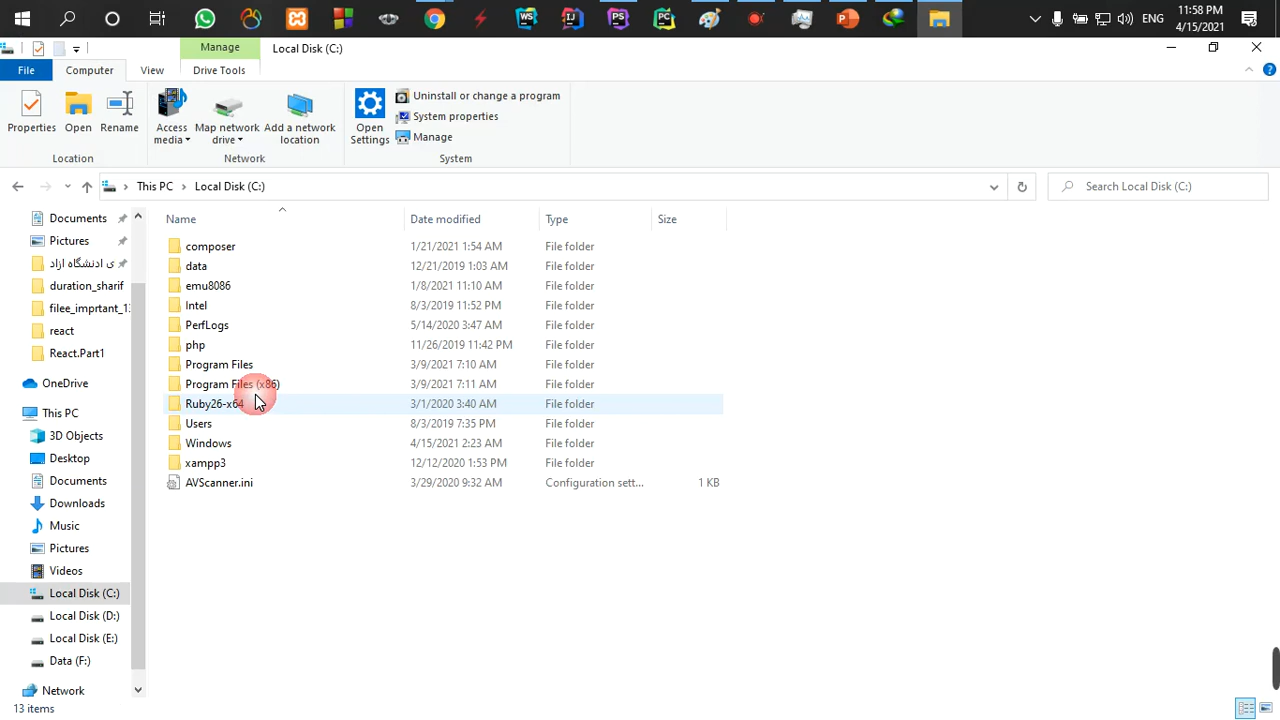 ENG
11:58 PM
4/15/2021
Manage
Local Disk (C:)
File
Computer
View
Drive Tools
Properties
Open
Rename
Access media
Map network drive
Add a network location
Open Settings
Uninstall or change a program
System properties
Manage
Location
Network
System
This PC
Local Disk (C:)
Search Local Disk (C:)
Name
Date modified
Type
Size
composer 1/21/2021 1:54 AM File folder
data 12/21/2019 1:03 AM File folder
emu8086 1/8/2021 11:10 AM File folder
Intel 8/3/2019 11:52 PM File folder
PerfLogs 5/14/2020 3:47 AM File folder
php 11/26/2019 11:42 PM File folder
Program Files 3/9/2021 7:10 AM File folder
Program Files (x86) 3/9/2021 7:11 AM File folder
Ruby26-x64 3/1/2020 3:40 AM File folder
Users 8/3/2019 7:35 PM File folder
Windows 4/15/2021 2:23 AM File folder
xampp3 12/12/2020 1:53 PM File folder
AVScanner.ini 3/29/2020 9:32 AM Configuration sett... 1 KB
Documents
Pictures
ی ادنشگاه ازاد
duration_sharif
filee_imprtant_13
react
React.Part1
OneDrive
This PC
3D Objects
Desktop
Documents
Downloads
Music
Pictures
Videos
Local Disk (C:)
Local Disk (D:)
Local Disk (E:)
Data (F:)
Network
13 items